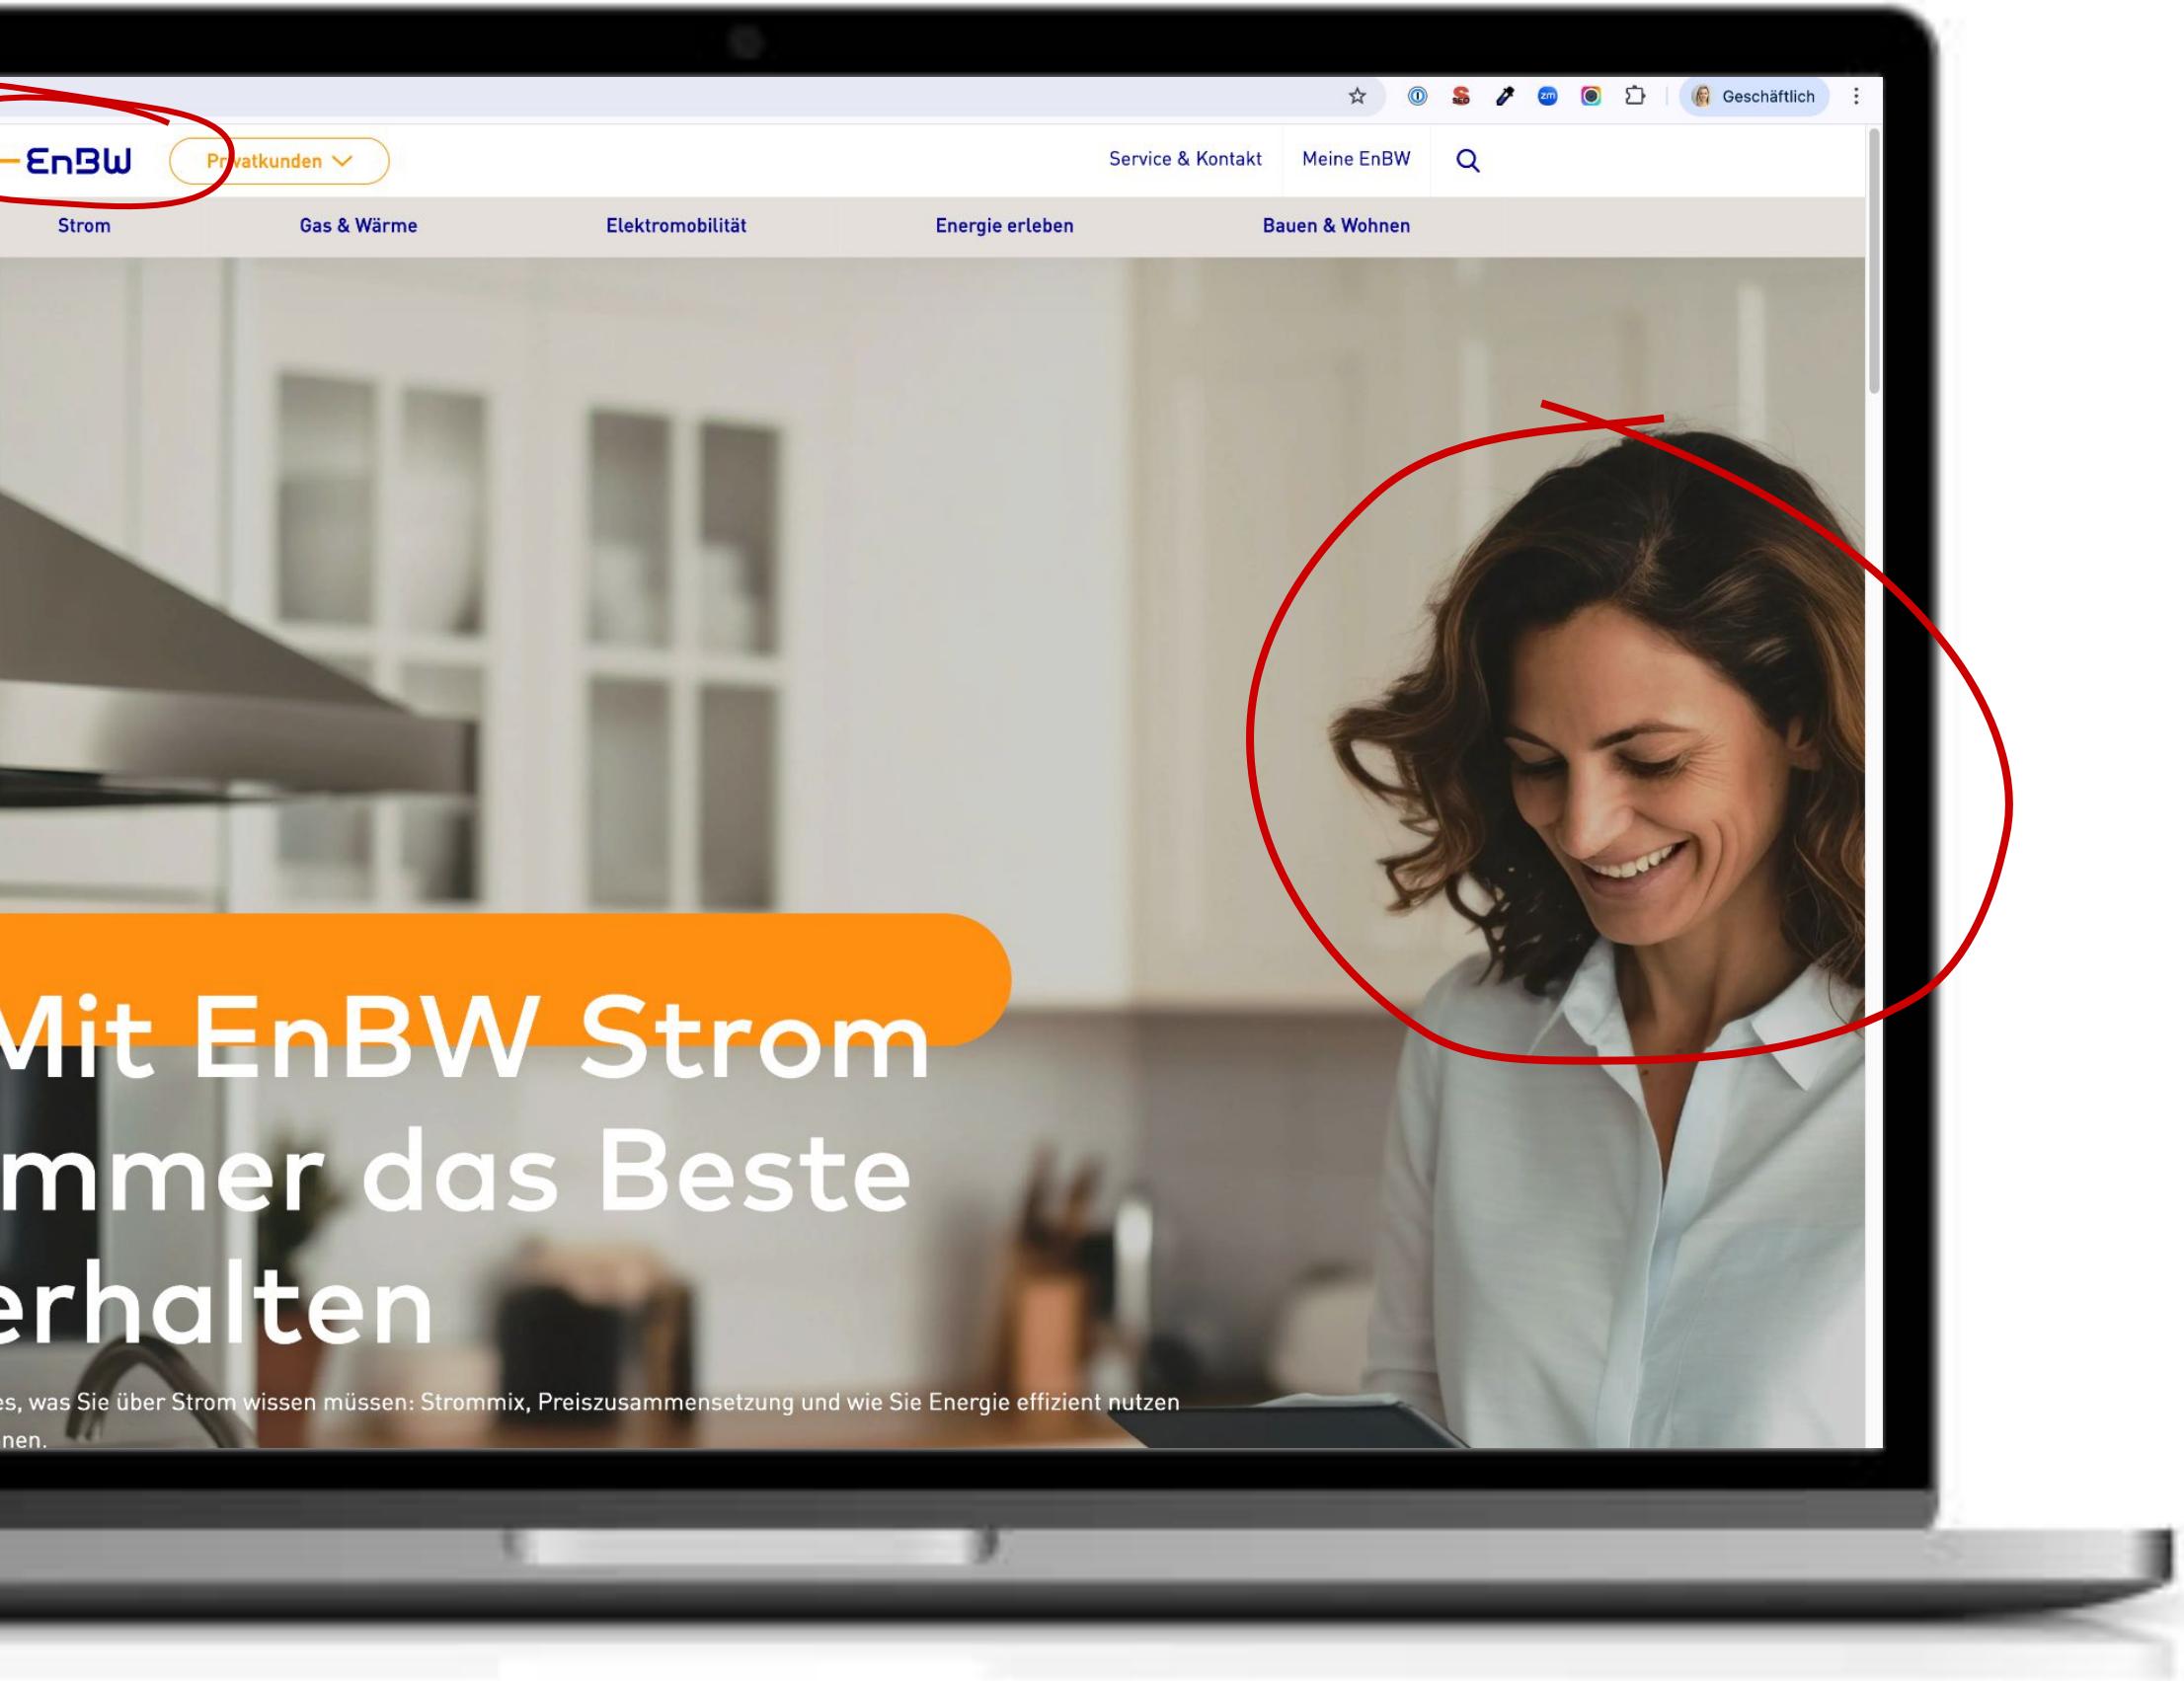 Geschäftlich
EnBW
Privatkunden
Service & Kontakt
Meine EnBW
Strom
Gas & Wärme
Elektromobilität
Energie erleben
Bauen & Wohnen
Mit EnBW Strom
mmer das Beste
erhalten
es, was Sie über Strom wissen müssen: Strommix, Preiszusammensetzung und wie Sie Energie effizient nutzen
nen.
SEO
zm